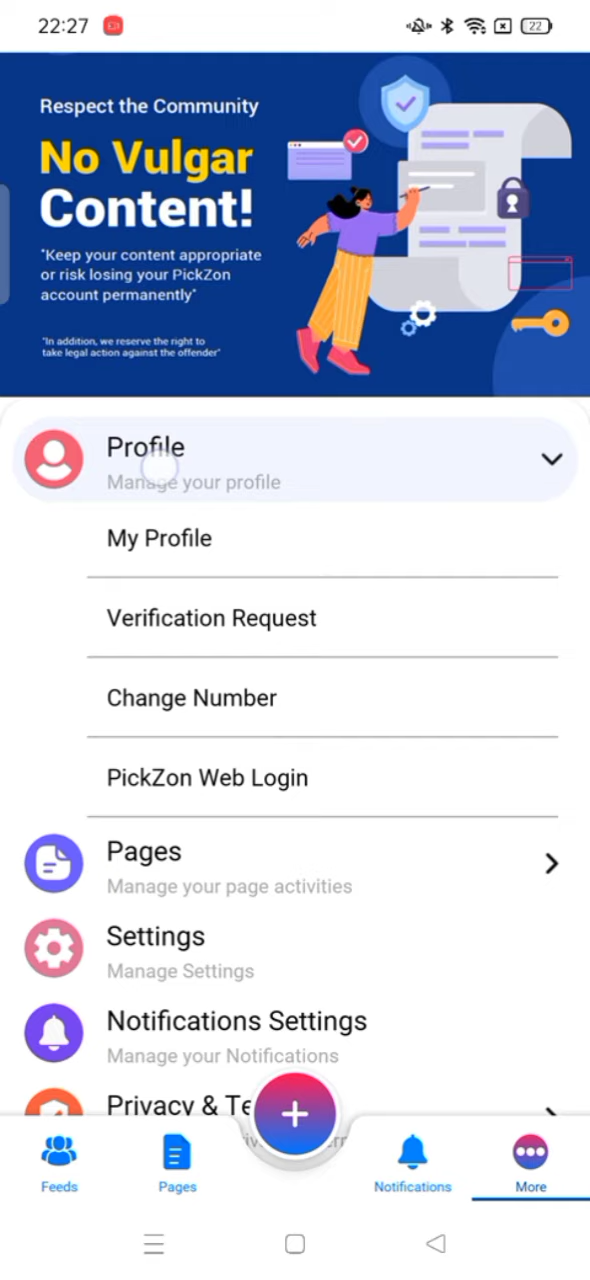 22:27
22
Respect the Community
No Vulgar
Content!
"Keep your content appropriate
or risk losing your PickZon
account permanently"
"In addition, we reserve the right to
take legal action against the offender"
Profile
Manage your profile
My Profile
Verification Request
Change Number
PickZon Web Login
Pages
Manage your page activities
Settings
Manage Settings
Notifications Settings
Manage your Notifications
Privacy & Te
Feeds
Pages
Notifications
More